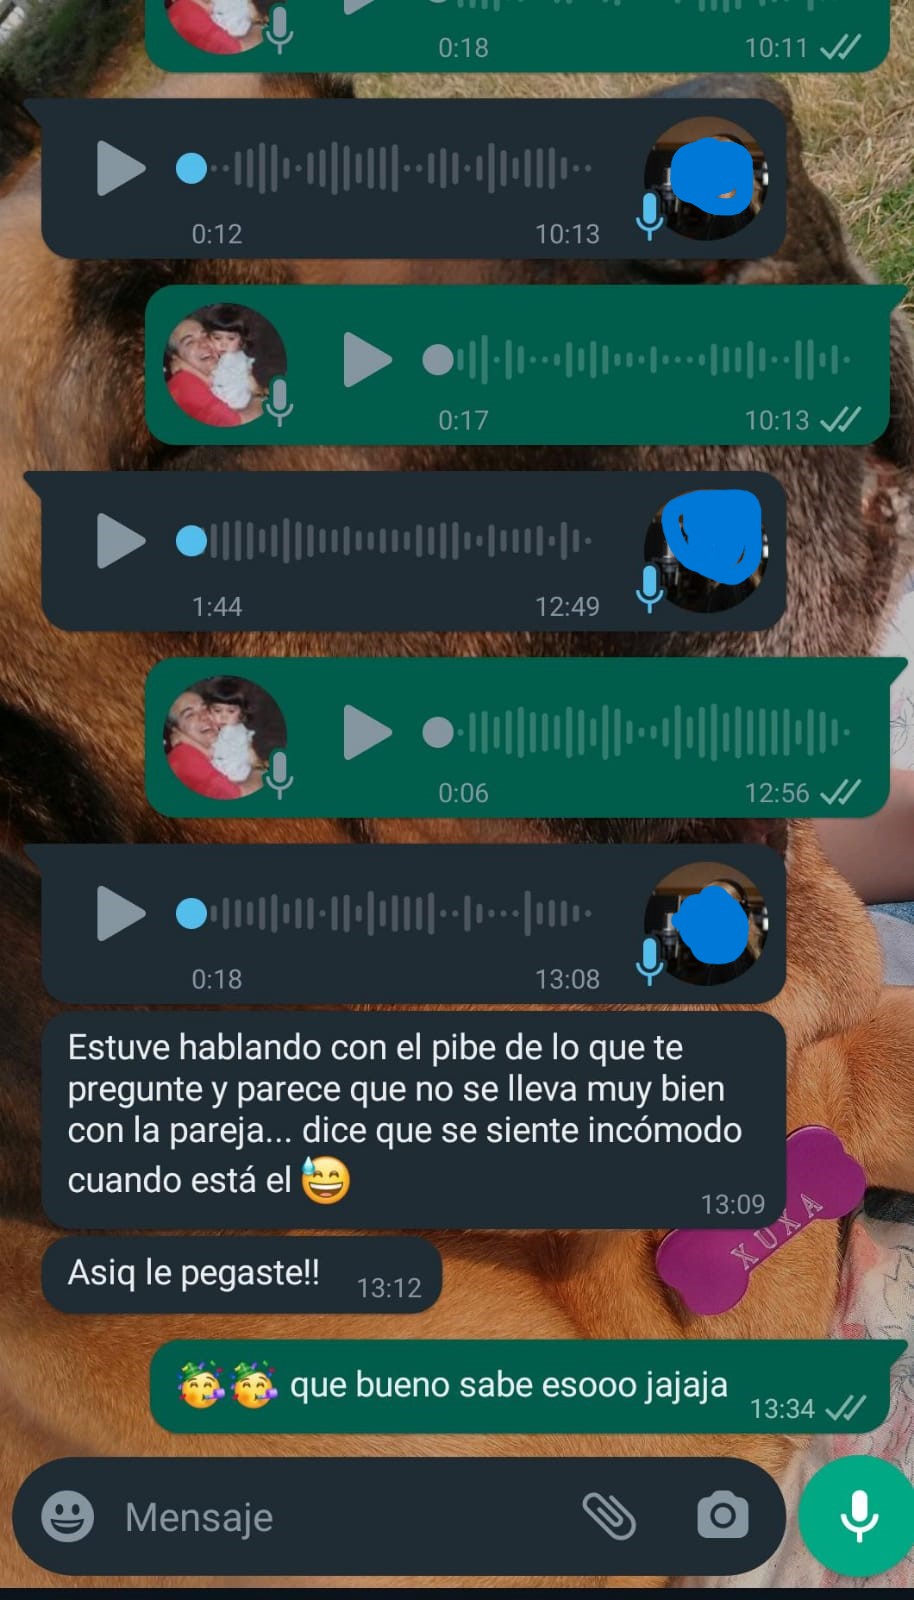 0:18 10:11
0:12 10:13
0:17 10:13
1:44 12:49
0:06 12:56
0:18 13:08
Estuve hablando con el pibe de lo que te
pregunte y parece que no se lleva muy bien
con la pareja... dice que se siente incómodo
cuando está el 😅
13:09
XUXA
Asiq le pegaste!! 13:12
🥳🥳 que bueno sabe esooo jajaja 13:34
Mensaje